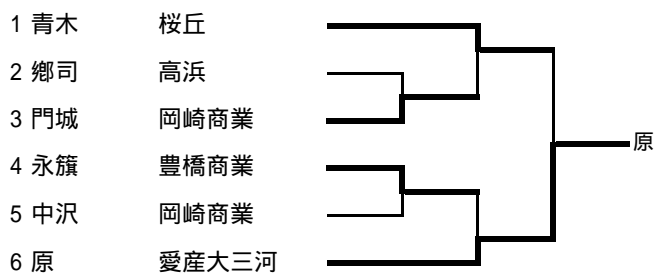 1 青木 桜丘
2 鄕司 高浜
3 門城 岡崎商業
4 永籏 豊橋商業
5 中沢 岡崎商業
6 原 愛産大三河
原